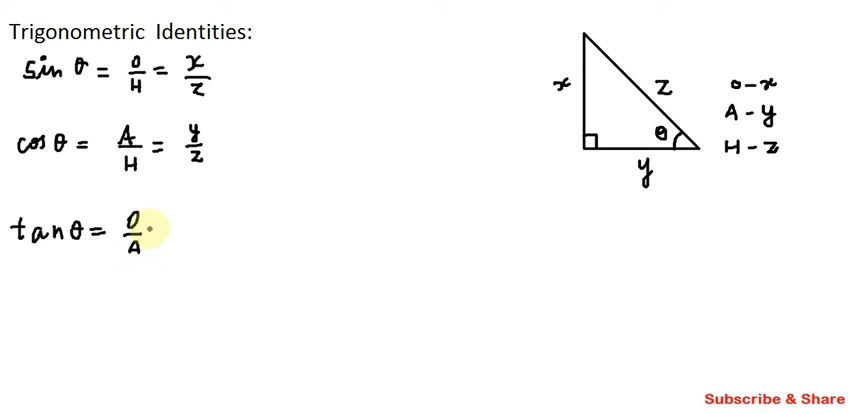 Trigonometric Identities:
sin θ = O/H = x/z
cos θ = A/H = y/z
tan θ = O/A
x
z
θ
y
O - x
A - y
H - z
Subscribe & Share